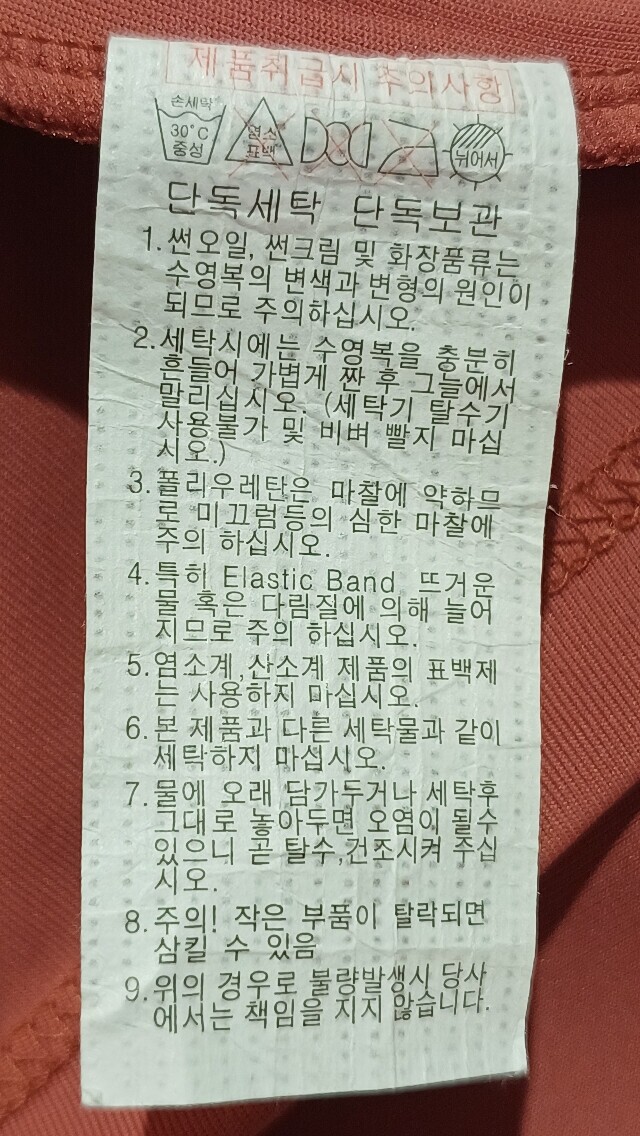 제품취급시 주의사항
손세탁
30°C
중성
염소
표백
뉘어서
단독세탁 단독보관
1.썬오일, 썬크림 및 화장품류는
수영복의 변색과 변형의 원인이
되므로 주의하십시오.
2.세탁시에는 수영복을 충분히
흔들어 가볍게 짠 후 그늘에서
말리십시오. (세탁기 탈수기
사용불가 및 비벼 빨지 마십
시오.)
3.폴리우레탄은 마찰에 약하므
로 미끄럼등의 심한 마찰에
주의 하십시오.
4.특히 Elastic Band 뜨거운
물 혹은 다림질에 의해 늘어
지므로 주의 하십시오.
5.염소계,산소계 제품의 표백제
는 사용하지 마십시오.
6.본 제품과 다른 세탁물과 같이
세탁하지 마십시오.
7.물에 오래 담가두거나 세탁후
그대로 놓아두면 오염이 될수
있으니 곧 탈수,건조시켜 주십
시오.
8.주의! 작은 부품이 탈락되면
삼킬 수 있음
9.위의 경우로 불량발생시 당사
에서는 책임을 지지 않습니다.